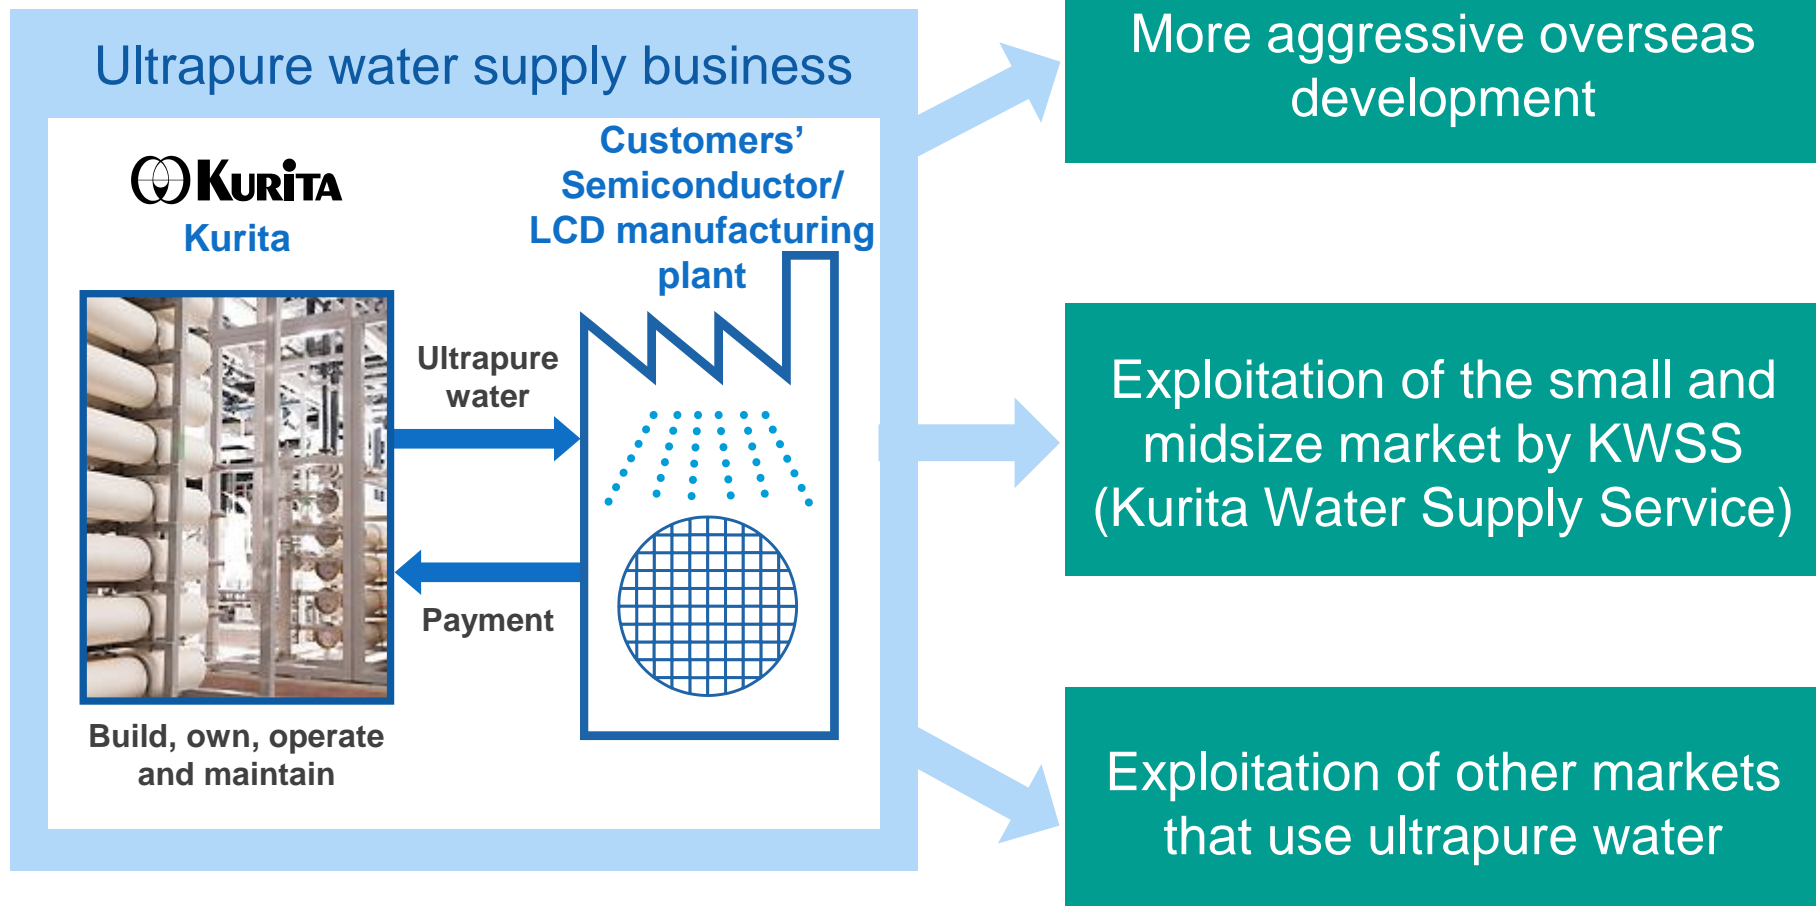 Ultrapure water supply business
KURITA
Kurita
Customers’
Semiconductor/
LCD manufacturing
plant
Ultrapure
water
Payment
Build, own, operate
and maintain
More aggressive overseas
development
Exploitation of the small and
midsize market by KWSS
(Kurita Water Supply Service)
Exploitation of other markets
that use ultrapure water